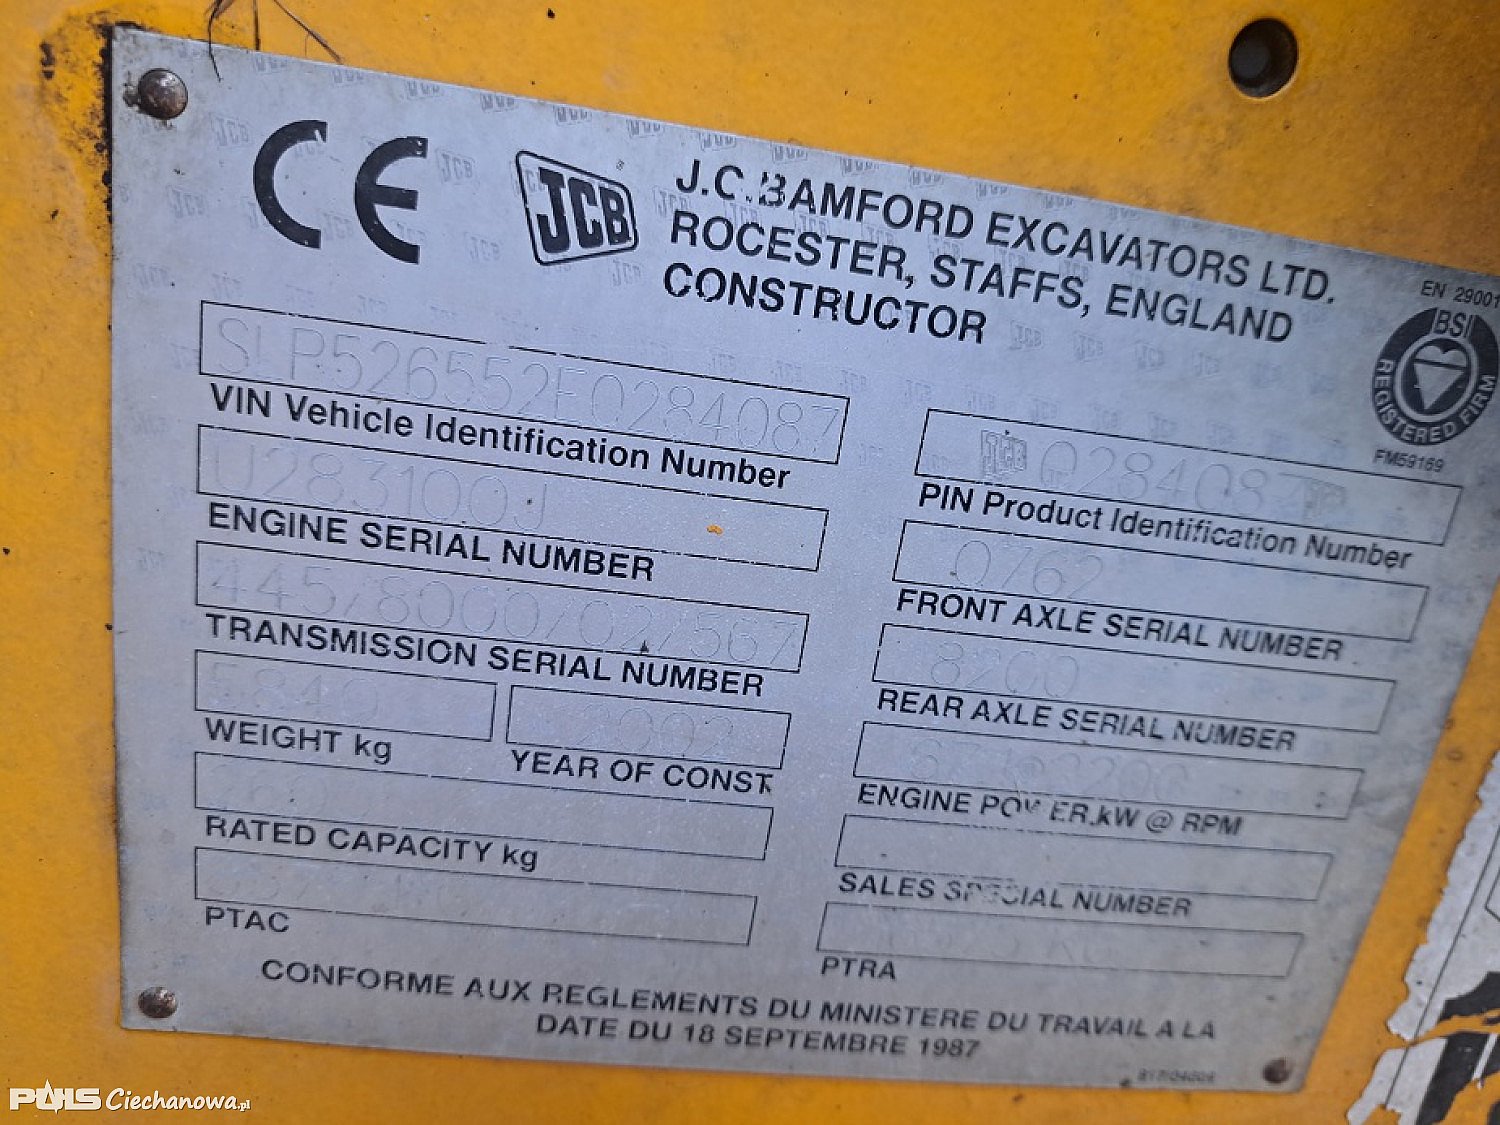 CE
JCB
J.C.BAMFORD EXCAVATORS LTD.
ROCESTER, STAFFS, ENGLAND
CONSTRUCTOR
EN 29001
BSI
REGISTERED FIRM
FM59169
SLP526552E0284087
VIN Vehicle Identification Number
U283100J
ENGINE SERIAL NUMBER
445/8000/02/567
TRANSMISSION SERIAL NUMBER
5840
WEIGHT kg
2002
YEAR OF CONST
RATED CAPACITY kg
PTAC
JCB 0284087
PIN Product Identification Number
0762
FRONT AXLE SERIAL NUMBER
REAR AXLE SERIAL NUMBER
ENGINE POWER.kW @ RPM
SALES SPECIAL NUMBER
PTRA
CONFORME AUX REGLEMENTS DU MINISTERE DU TRAVAIL A LA
DATE DU 18 SEPTEMBRE 1987
PULS Ciechanowa.pl